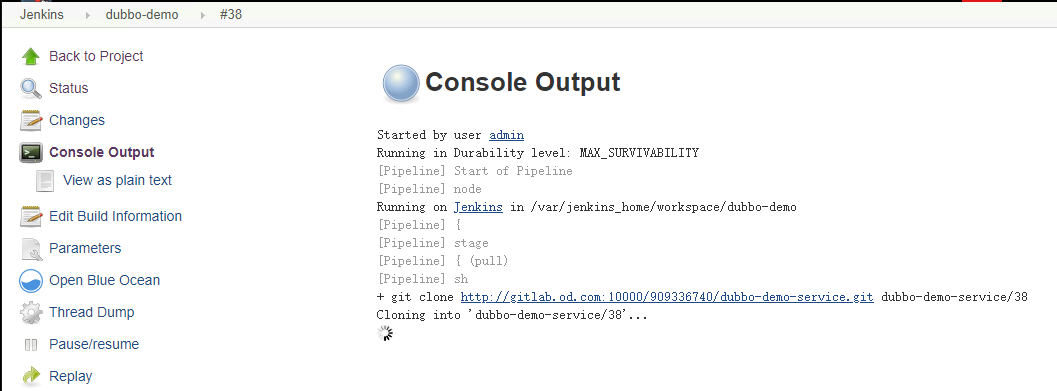 Jenkins dubbo-demo #38
Back to Project
Status
Changes
Console Output
View as plain text
Edit Build Information
Parameters
Open Blue Ocean
Thread Dump
Pause/resume
Replay
Console Output
Started by user admin
Running in Durability level: MAX_SURVIVABILITY
[Pipeline] Start of Pipeline
[Pipeline] node
Running on Jenkins in /var/jenkins_home/workspace/dubbo-demo
[Pipeline] {
[Pipeline] stage
[Pipeline] { (pull)
[Pipeline] sh
+ git clone http://gitlab.od.com:10000/909336740/dubbo-demo-service.git dubbo-demo-service/38
Cloning into 'dubbo-demo-service/38'...